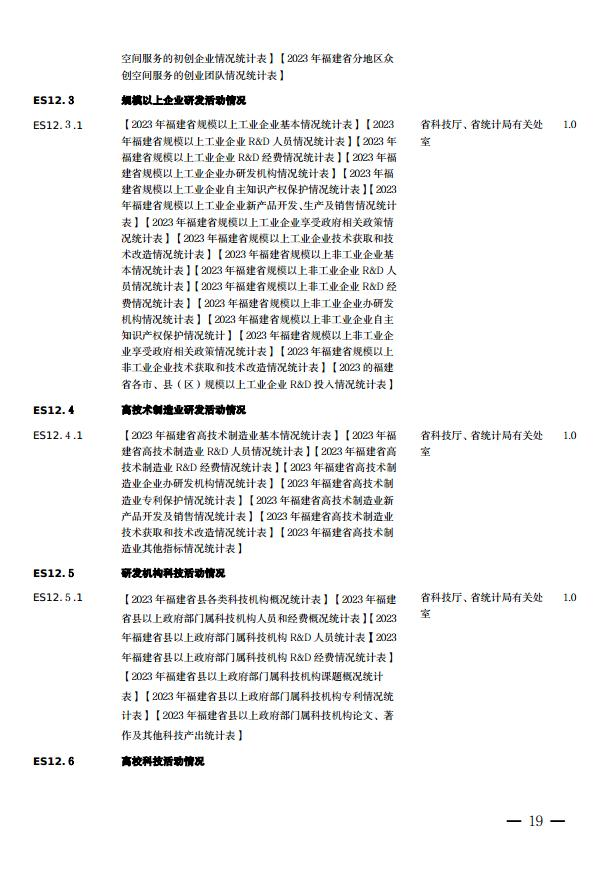 空间服务的初创企业情况统计表】【2023 年福建省分地区众
创空间服务的创业团队情况统计表】
ES12.3 规模以上企业研发活动情况
ES12.3.1 【2023 年福建省规模以上工业企业基本情况统计表】【2023 省科技厅、省统计局有关处 1.0
年福建省规模以上工业企业 R&D 人员情况统计表】【2023 年 室
福建省规模以上工业企业 R&D 经费情况统计表】【2023 年福
建省规模以上工业企业办研发机构情况统计表】【2023 年福
建省规模以上工业企业自主知识产权保护情况统计表】【2023
年福建省规模以上工业企业新产品开发、生产及销售情况统计
表】【2023 年福建省规模以上工业企业享受政府相关政策情
况统计表】【2023 年福建省规模以上工业企业技术获取和技
术改造情况统计表】【2023 年福建省规模以上非工业企业基
本情况统计表】【2023 年福建省规模以上非工业企业 R&D 人
员情况统计表】【2023 年福建省规模以上非工业企业 R&D 经
费情况统计表】【2023 年福建省规模以上非工业企业办研发
机构情况统计表】【2023 年福建省规模以上非工业企业自主
知识产权保护情况统计】【2023 年福建省规模以上非工业企
业享受政府相关政策情况统计表】【2023 年福建省规模以上
非工业企业技术获取和技术改造情况统计表】【2023 的福建
省各市、县（区）规模以上工业企业 R&D 投入情况统计表】
ES12.4 高技术制造业研发活动情况
ES12.4.1 【2023 年福建省高技术制造业基本情况统计表】【2023 年福 省科技厅、省统计局有关处 1.0
建省高技术制造业 R&D 人员情况统计表】【2023 年福建省高 室
技术制造业 R&D 经费情况统计表】【2023 年福建省高技术制
造业企业办研发机构情况统计表】【2023 年福建省高技术制
造业专利保护情况统计表】【2023 年福建省高技术制造业新
产品开发及销售情况统计表】【2023 年福建省高技术制造业
技术获取和技术改造情况统计表】【2023 年福建省高技术制
造业其他指标情况统计表】
ES12.5 研发机构科技活动情况
ES12.5.1 【2023 年福建省县各类科技机构概况统计表】【2023 年福建 省科技厅、省统计局有关处 1.0
省县以上政府部门属科技机构人员和经费概况统计表】【2023 室
年福建省县以上政府部门属科技机构 R&D 人员统计表【2023
年福建省县以上政府部门属科技机构 R&D 经费情况统计表】
【2023 年福建省县以上政府部门属科技机构课题概况统计
表】【2023 年福建省县以上政府部门属科技机构专利情况统
计表】【2023 年福建省县以上政府部门属科技机构论文、著
作及其他科技产出统计表】
ES12.6 高校科技活动情况
— 19 —